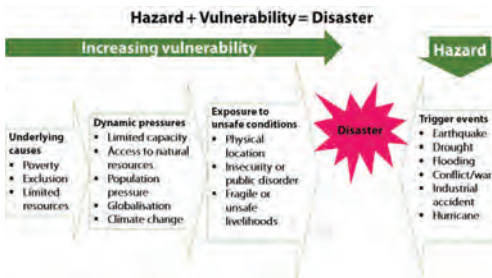 Hazard + Vulnerability = Disaster
Increasing vulnerability
Hazard
Underlying
causes
• Poverty
• Exclusion
• Limited
resources
Dynamic pressures
• Limited capacity
• Access to natural
resources
• Population
pressure
• Globalisation
• Climate change
Exposure to
unsafe conditions
• Physical
location
• Insecurity or
public disorder
• Fragile or
unsafe
livelihoods
Disaster
Trigger events
• Earthquake
• Drought
• Flooding
• Conflict/war
• Industrial
accident
• Hurricane